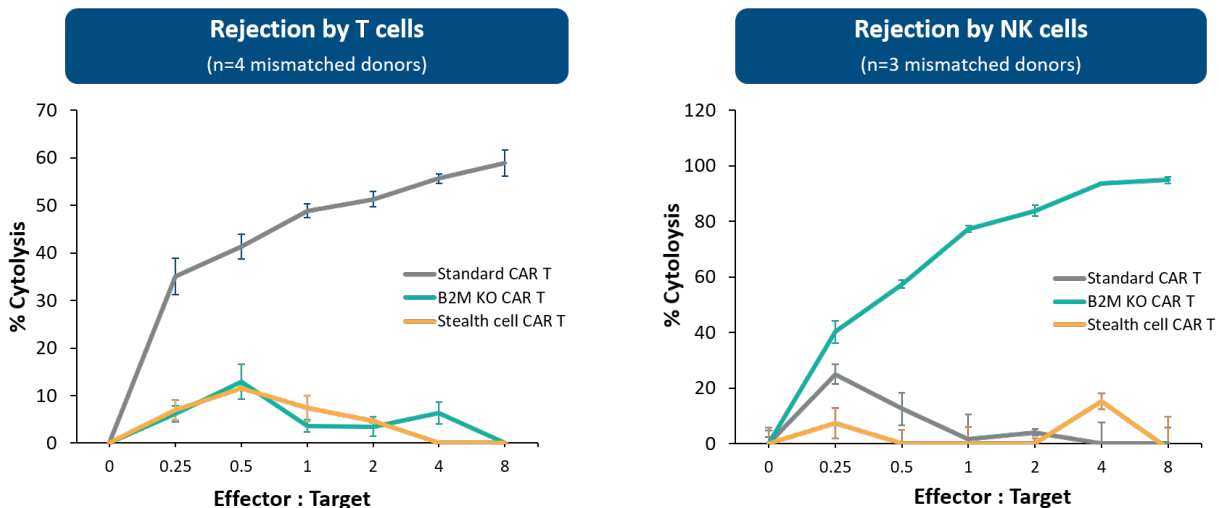 Rejection by T cells
(n=4 mismatched donors)
70
60
50
40
30
20
10
0
% Cytolysis
Standard CAR T
B2M KO CAR T
Stealth cell CAR T
0 0.25 0.5 1 2 4 8
Effector : Target
Rejection by NK cells
(n=3 mismatched donors)
120
100
80
60
40
20
0
% Cytoloysis
Standard CAR T
B2M KO CAR T
Stealth cell CAR T
0 0.25 0.5 1 2 4 8
Effector : Target